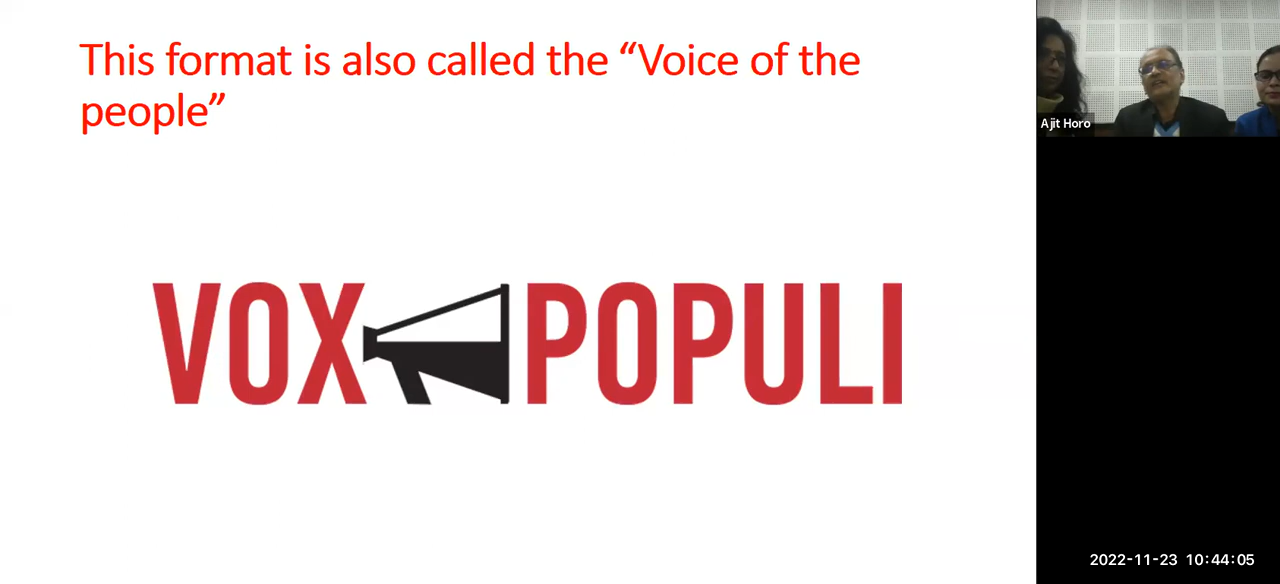 This format is also called the “Voice of the
people”
VOX POPULI
Ajit Horo
2022-11-23 10:44:05